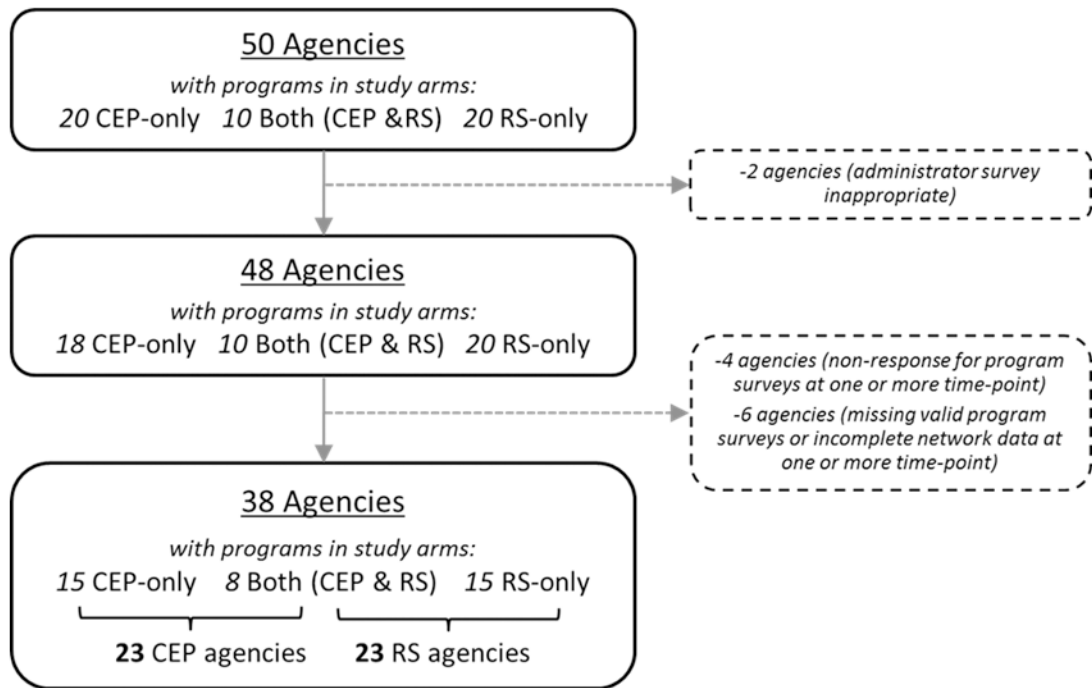 50 Agencies
with programs in study arms:
20 CEP-only 10 Both (CEP &RS) 20 RS-only
-2 agencies (administrator survey
inappropriate)
48 Agencies
with programs in study arms:
18 CEP-only 10 Both (CEP & RS) 20 RS-only
-4 agencies (non-response for program
surveys at one or more time-point)
-6 agencies (missing valid program
surveys or incomplete network data at
one or more time-point)
38 Agencies
with programs in study arms:
15 CEP-only 8 Both (CEP & RS) 15 RS-only
23 CEP agencies 23 RS agencies